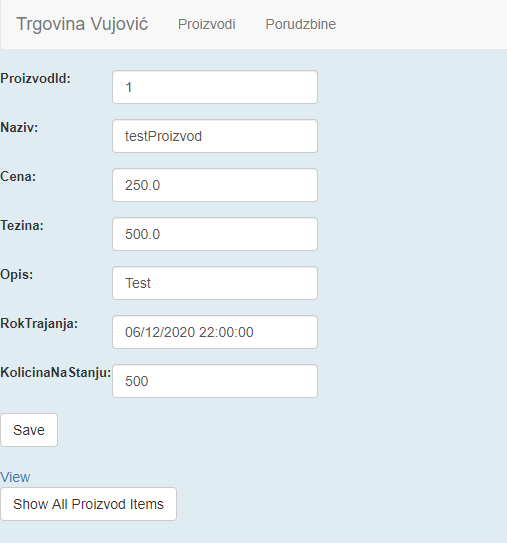 Trgovina Vujović Proizvodi Porudzbine
ProizvodId: 1
Naziv: testProizvod
Cena: 250.0
Tezina: 500.0
Opis: Test
RokTrajanja: 06/12/2020 22:00:00
KolicinaNaStanju: 500
Save
View
Show All Proizvod Items